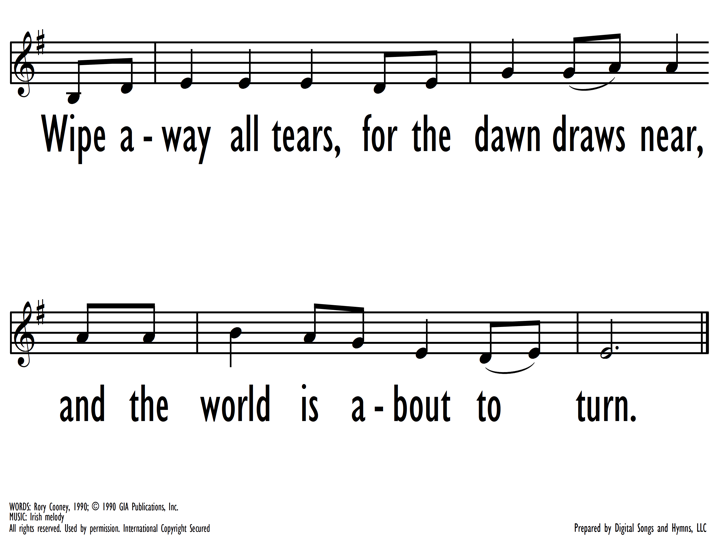 Wipe a - way all tears, for the dawn draws near,
and the world is a - bout to turn.
WORDS: Rory Cooney, 1990; © 1990 GIA Publications, Inc.
MUSIC: Irish melody
All rights reserved. Used by permission. International Copyright Secured
Prepared by Digital Songs and Hymns, LLC